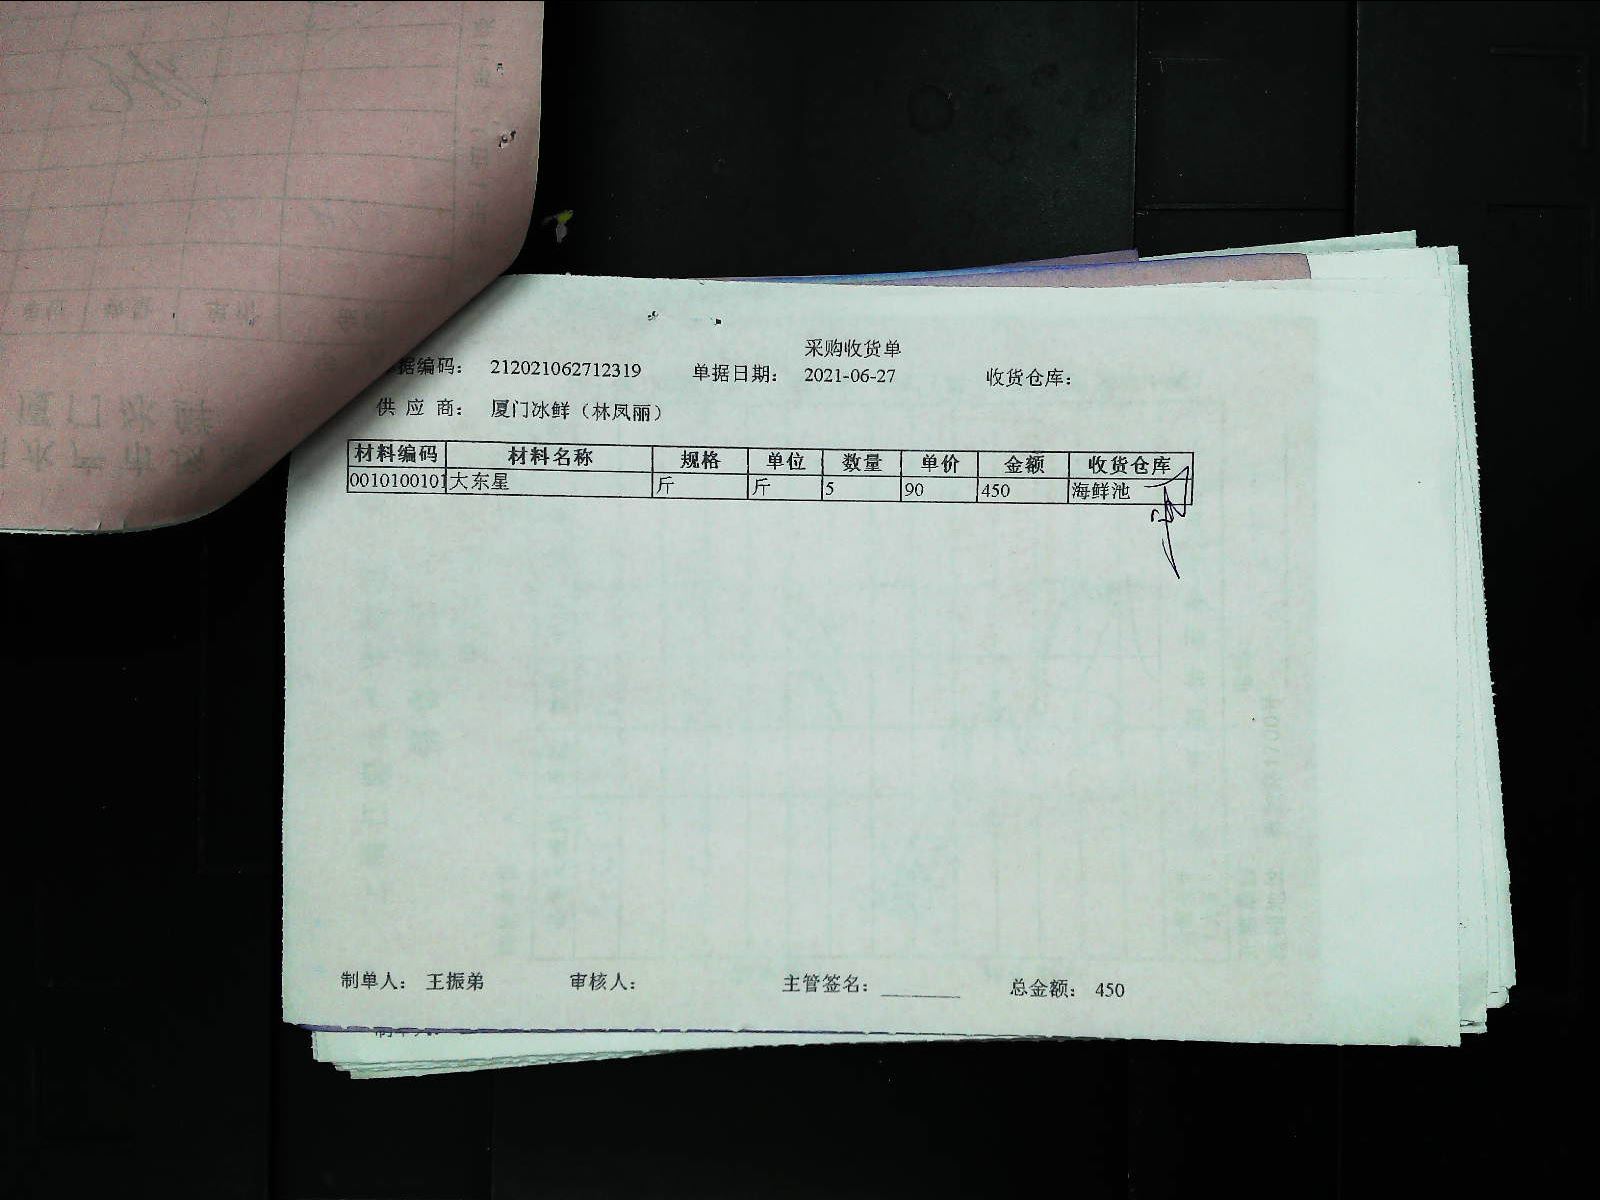 采购收货单
据编码： 212021062712319 单据日期： 2021-06-27 收货仓库：
供 应 商： 厦门冰鲜（林凤丽）
材料编码 材料名称 规格 单位 数量 单价 金额 收货仓库
0010100101 大东星 斤 斤 5 90 450 海鲜池
制单人： 王振弟 审核人： 主管签名： 总金额： 450